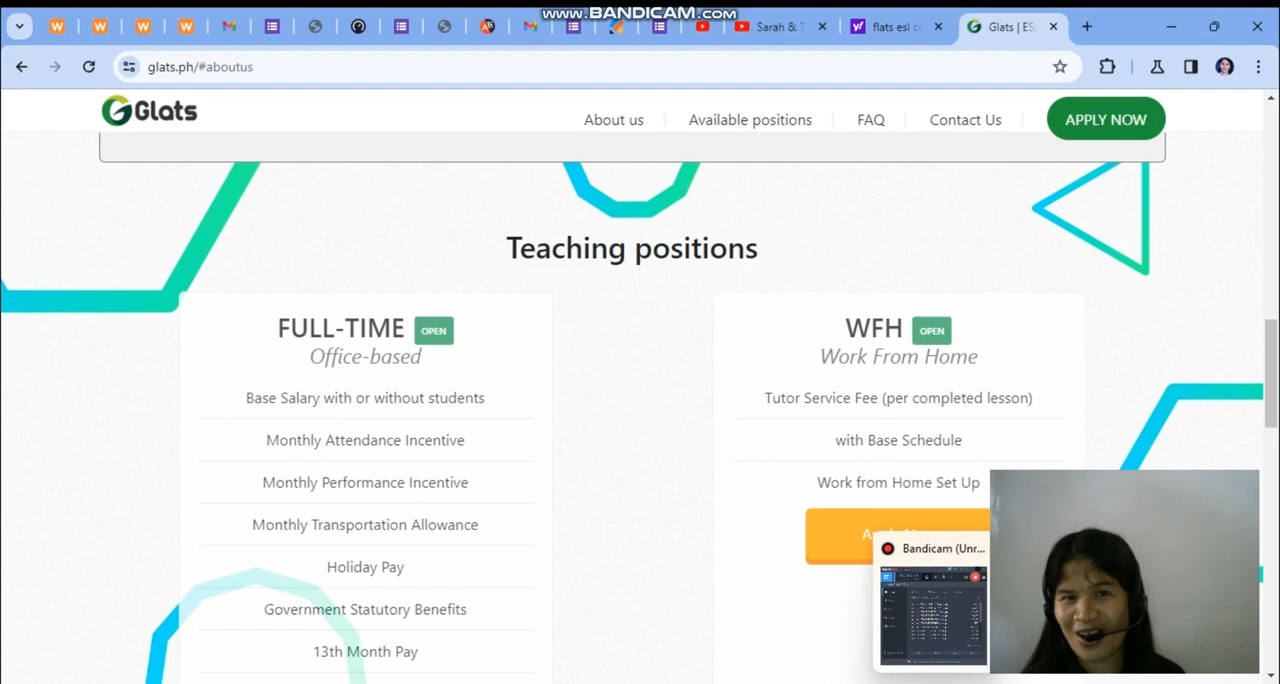 www.BANDICAM.com
Sarah &
flats esl c
Glats | ES
glats.ph/#aboutus
Glats
About us
Available positions
FAQ
Contact Us
APPLY NOW
Teaching positions
FULL-TIME OPEN
Office-based
Base Salary with or without students
Monthly Attendance Incentive
Monthly Performance Incentive
Monthly Transportation Allowance
Holiday Pay
Government Statutory Benefits
13th Month Pay
WFH OPEN
Work From Home
Tutor Service Fee (per completed lesson)
with Base Schedule
Work from Home Set Up
Bandicam (Unr...